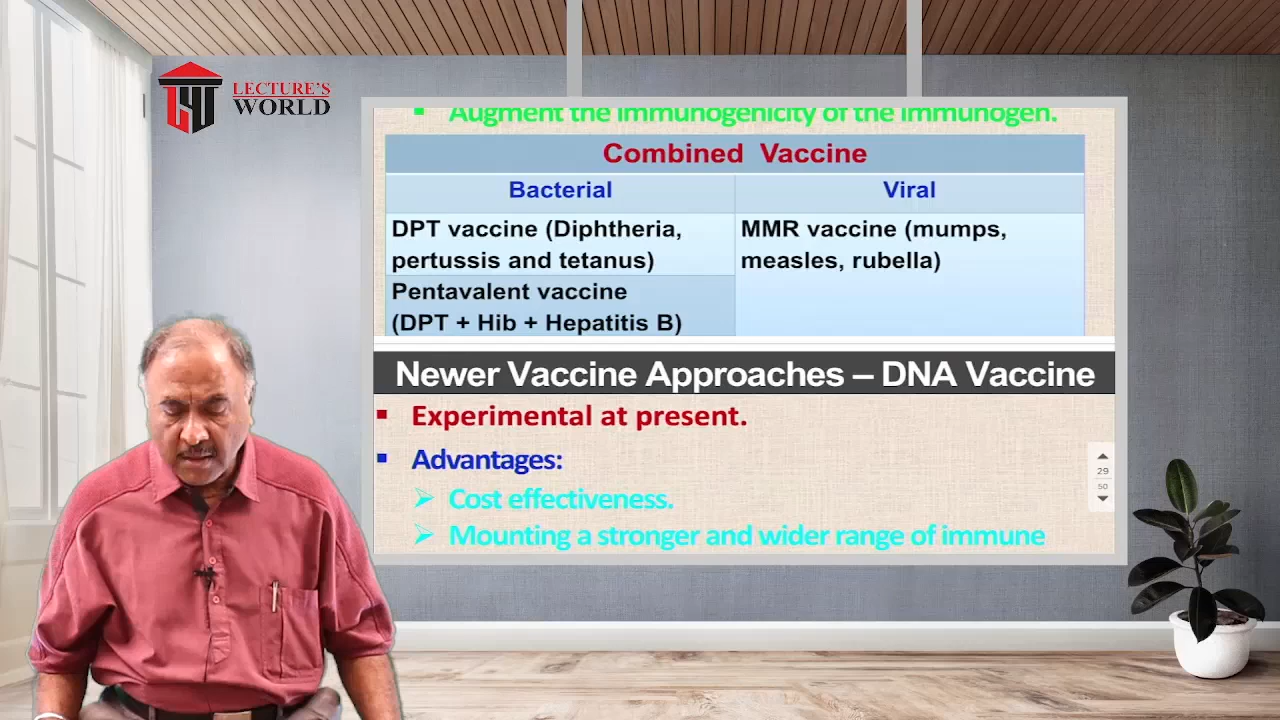 LECTURE'S
WORLD
▪ Augment the immunogenicity of the immunogen.
Combined Vaccine
Bacterial
Viral
DPT vaccine (Diphtheria,
pertussis and tetanus)
MMR vaccine (mumps,
measles, rubella)
Pentavalent vaccine
(DPT + Hib + Hepatitis B)
Newer Vaccine Approaches – DNA Vaccine
▪ Experimental at present.
▪ Advantages:
➢ Cost effectiveness.
➢ Mounting a stronger and wider range of immune
29
50